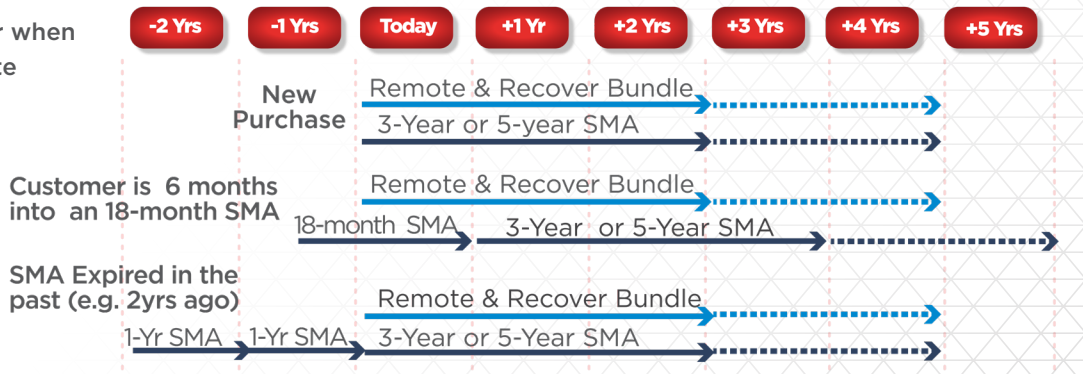 when
-2 Yrs -1 Yrs Today +1 Yr +2 Yrs +3 Yrs +4 Yrs +5 Yrs
Remote & Recover Bundle
New
Purchase
3-Year or 5-year SMA
Customer is 6 months
into an 18-month SMA
Remote & Recover Bundle
18-month SMA
3-Year or 5-Year SMA
SMA Expired in the
past (e.g. 2yrs ago)
Remote & Recover Bundle
1-Yr SMA 1-Yr SMA 3-Year or 5-Year SMA